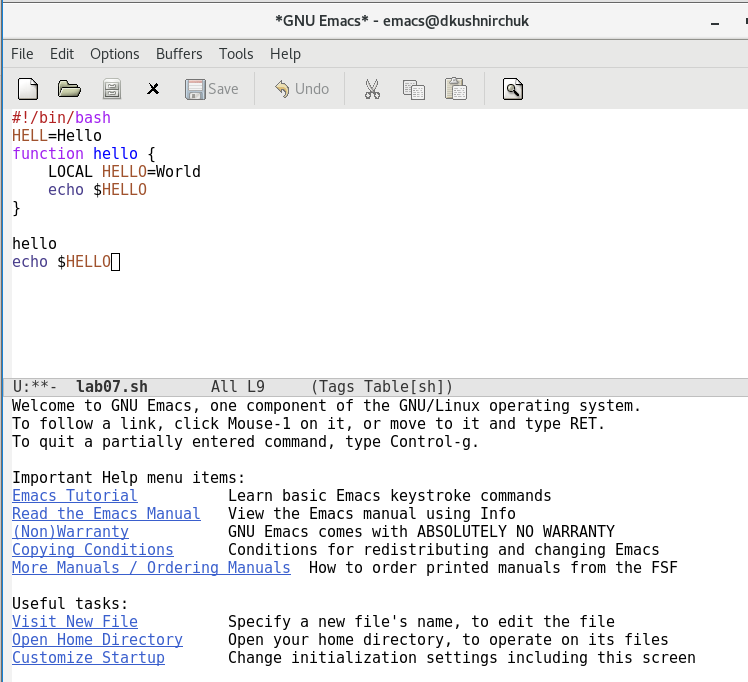 *GNU Emacs* - emacs@dkushnirchuk
File Edit Options Buffers Tools Help
Save Undo
#!/bin/bash
HELL=Hello
function hello {
    LOCAL HELLO=World
    echo $HELLO
}
hello
echo $HELLO
U:**-  lab07.sh       All L9     (Tags Table[sh])
Welcome to GNU Emacs, one component of the GNU/Linux operating system.
To follow a link, click Mouse-1 on it, or move to it and type RET.
To quit a partially entered command, type Control-g.
Important Help menu items:
Emacs Tutorial          Learn basic Emacs keystroke commands
Read the Emacs Manual   View the Emacs manual using Info
(Non)Warranty           GNU Emacs comes with ABSOLUTELY NO WARRANTY
Copying Conditions      Conditions for redistributing and changing Emacs
More Manuals / Ordering Manuals  How to order printed manuals from the FSF
Useful tasks:
Visit New File          Specify a new file's name, to edit the file
Open Home Directory     Open your home directory, to operate on its files
Customize Startup       Change initialization settings including this screen